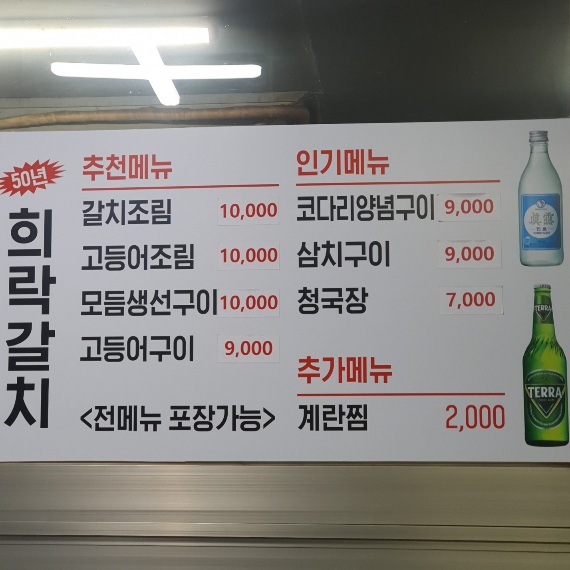 50년
희락갈치
추천메뉴
갈치조림 10,000
고등어조림 10,000
모듬생선구이 10,000
고등어구이 9,000
<전메뉴 포장가능>
인기메뉴
코다리양념구이 9,000
삼치구이 9,000
청국장 7,000
추가메뉴
계란찜 2,000
眞露
TERRA
TERRA